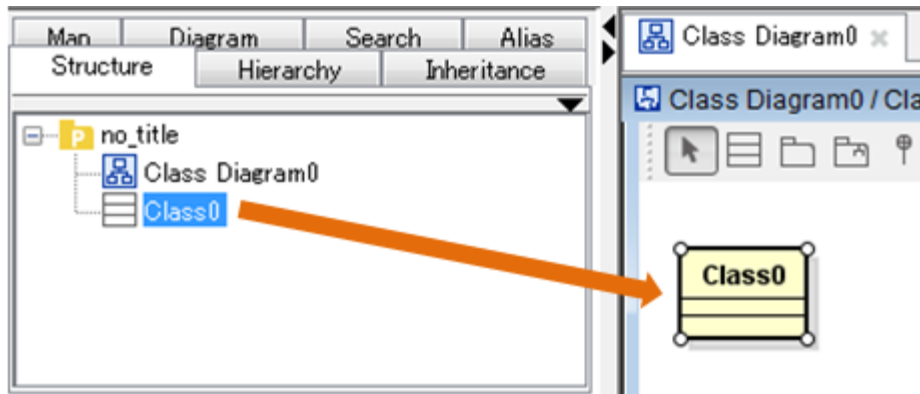 Map Diagram Search Alias
Structure Hierarchy Inheritance
P no_title
Class Diagram0
Class0
Class Diagram0
Class Diagram0 / Cla
Class0